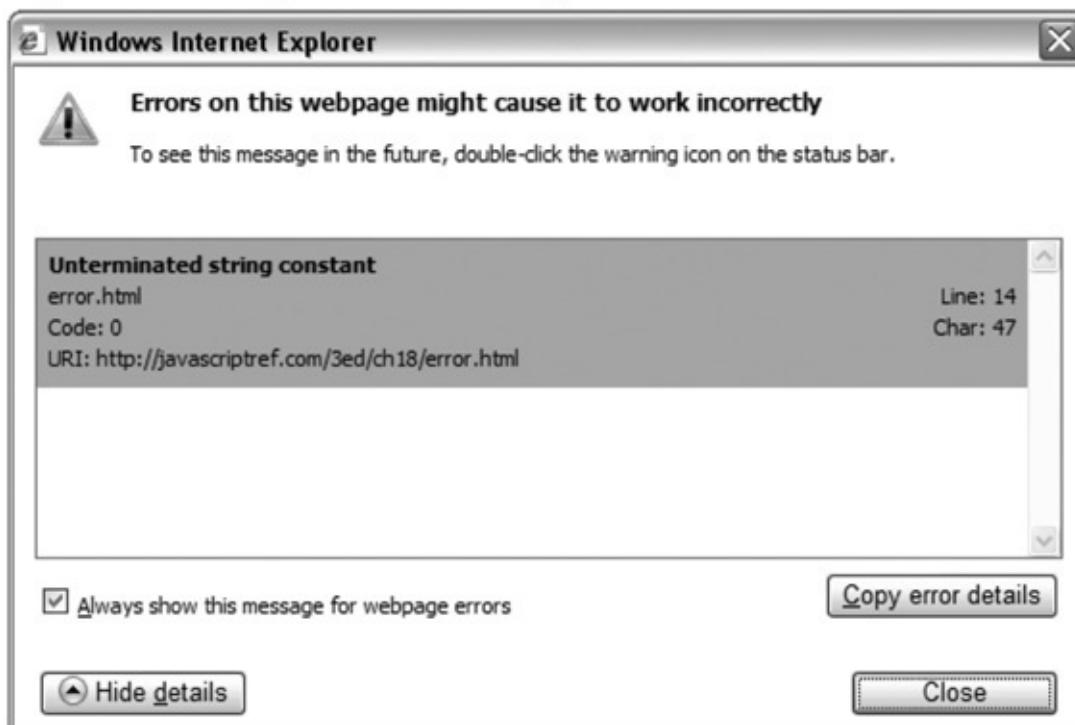 Windows Internet Explorer
Errors on this webpage might cause it to work incorrectly
To see this message in the future, double-click the warning icon on the status bar.
Unterminated string constant
error.html Line: 14
Code: 0 Char: 47
URI: http://javascriptref.com/3ed/ch18/error.html
Always show this message for webpage errors
Copy error details
Hide details
Close